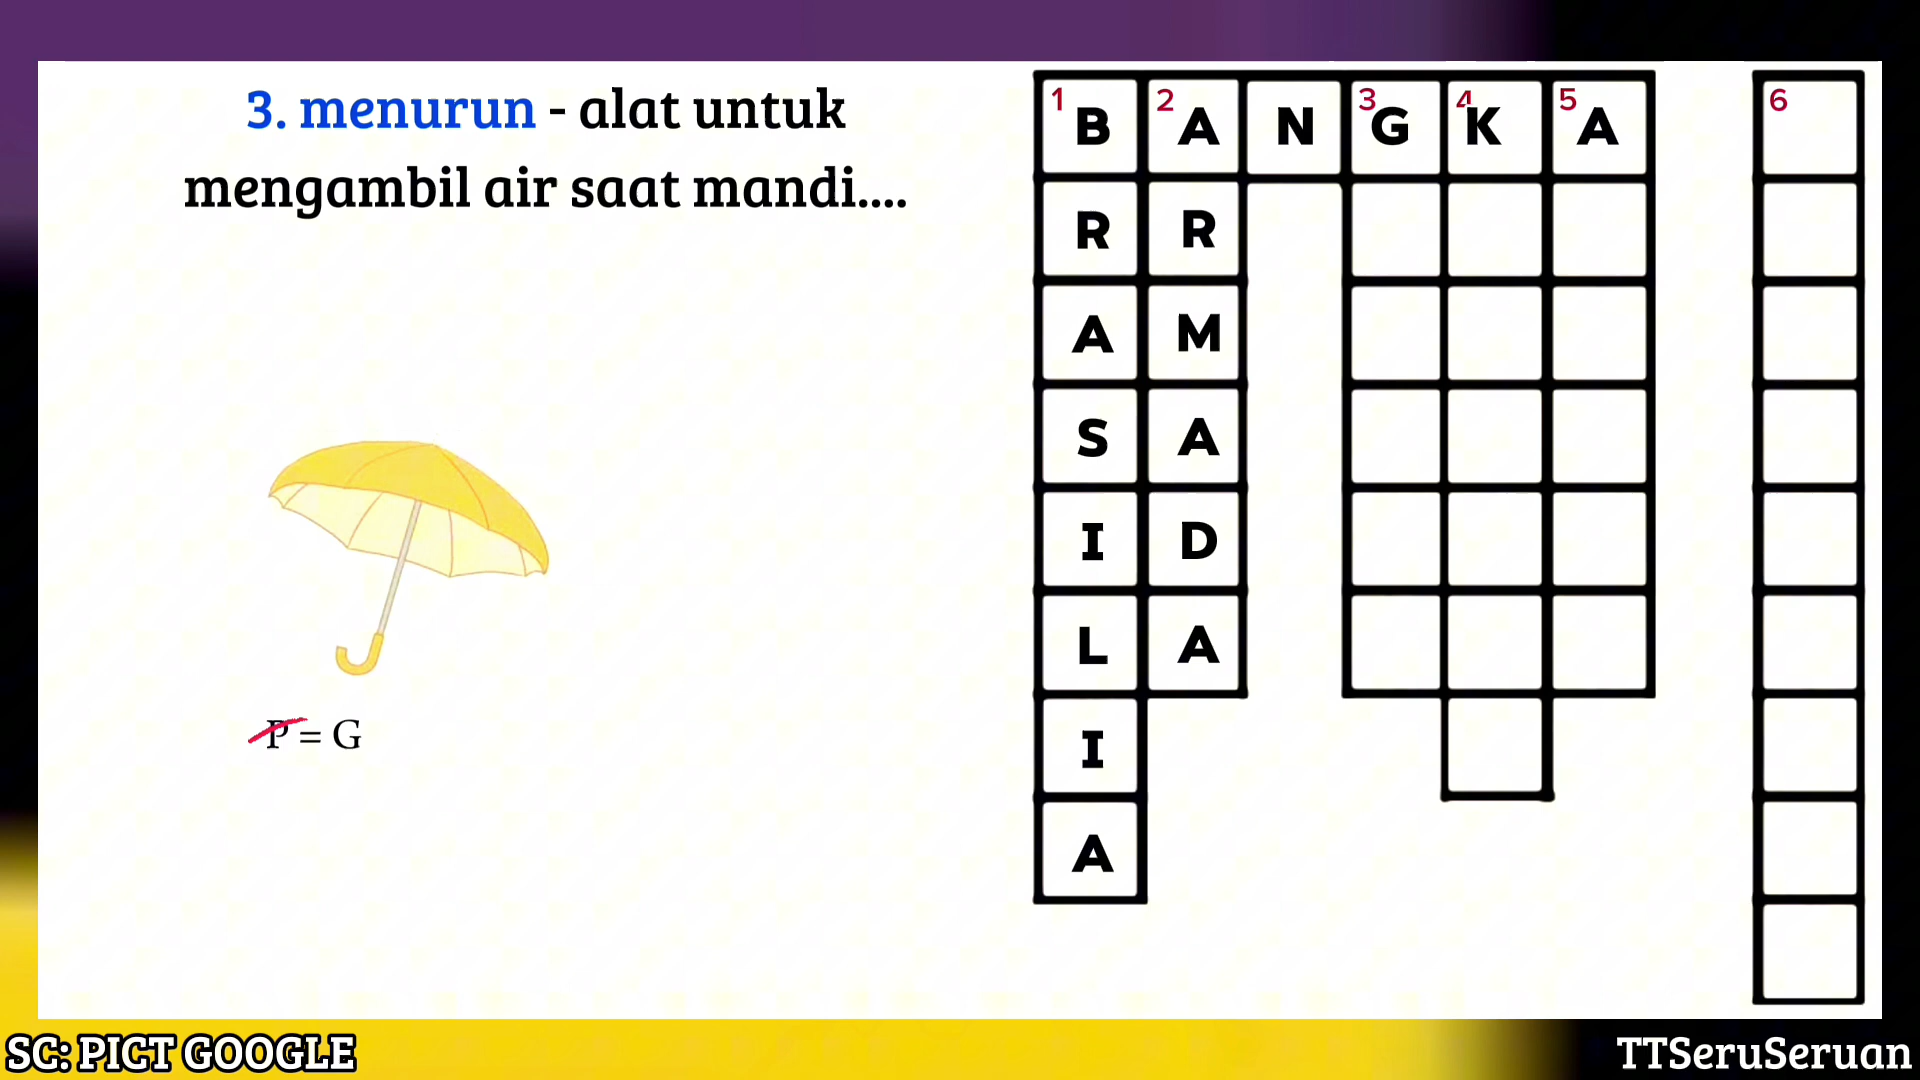 3. menurun - alat untuk
mengambil air saat mandi....
P = G
1 B 2 A N 3 G 4 K 5 A 6
R R
A M
S A
I D
L A
I
A
SC: PICT GOOGLE
TTSeruSeruan